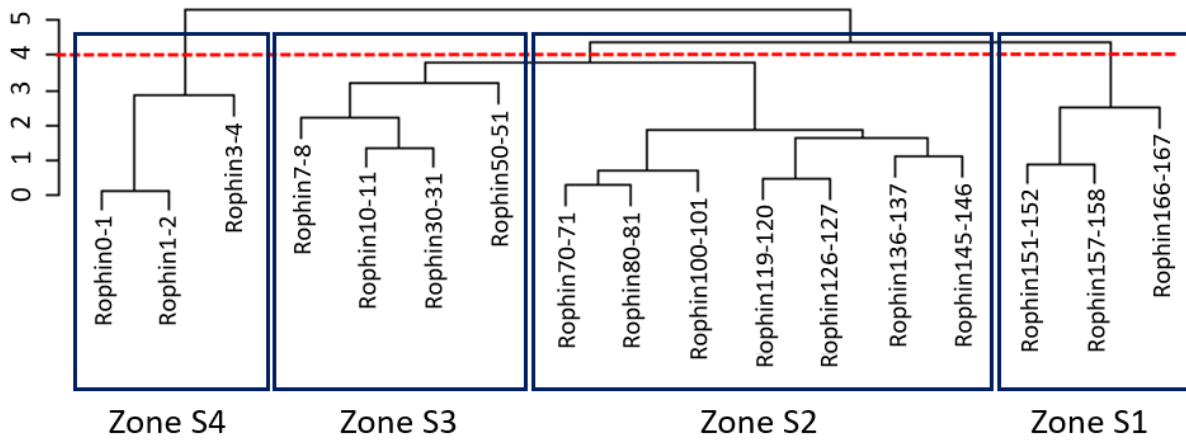 5
4
3
2
1
0
Rophin0-1
Rophin1-2
Rophin3-4
Rophin7-8
Rophin10-11
Rophin30-31
Rophin50-51
Rophin70-71
Rophin80-81
Rophin100-101
Rophin119-120
Rophin126-127
Rophin136-137
Rophin145-146
Rophin151-152
Rophin157-158
Rophin166-167
Zone S4
Zone S3
Zone S2
Zone S1